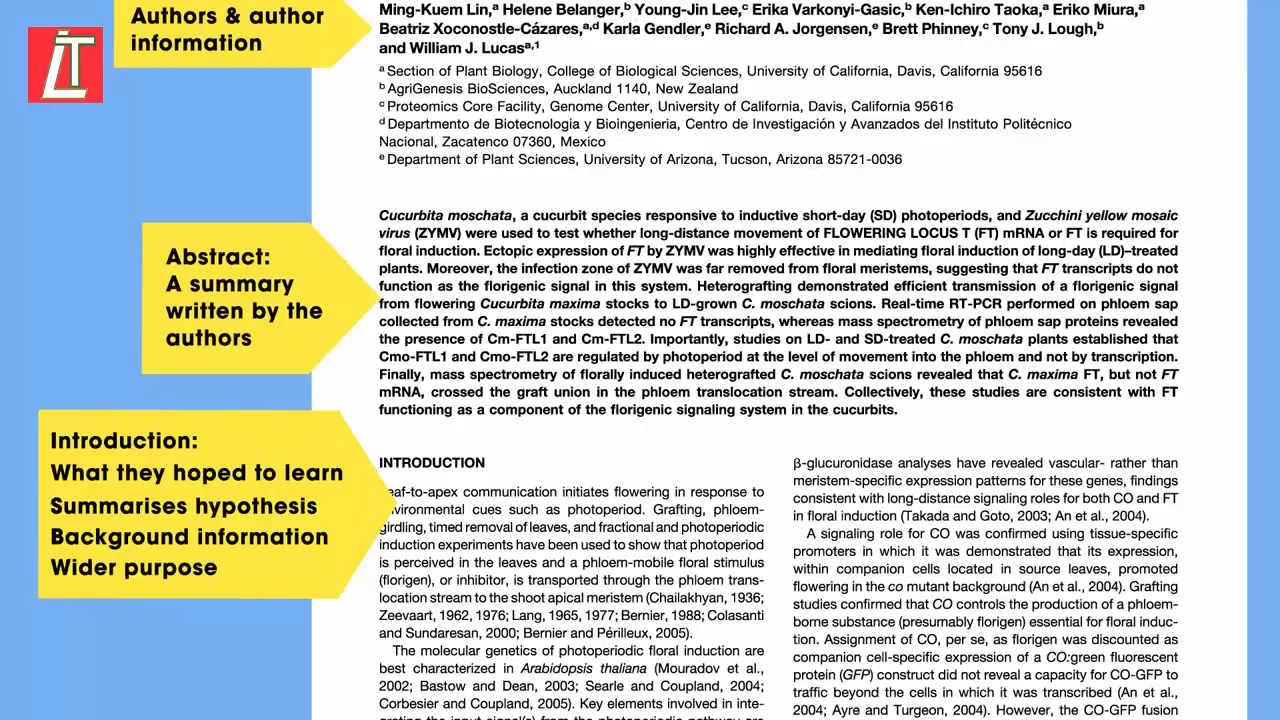 Authors & author
information
LT
Ming-Kuem Lin,a Helene Belanger,b Young-Jin Lee,c Erika Varkonyi-Gasic,b Ken-Ichiro Taoka,a Eriko Miura,a
Beatriz Xoconostle-Cázares,a,d Karla Gendler,e Richard A. Jorgensen,e Brett Phinney,c Tony J. Lough,b
and William J. Lucasa,1
a Section of Plant Biology, College of Biological Sciences, University of California, Davis, California 95616
b AgriGenesis BioSciences, Auckland 1140, New Zealand
c Proteomics Core Facility, Genome Center, University of California, Davis, California 95616
d Departmento de Biotecnologia y Bioingenieria, Centro de Investigación y Avanzados del Instituto Politécnico
Nacional, Zacatenco 07360, Mexico
e Department of Plant Sciences, University of Arizona, Tucson, Arizona 85721-0036
Abstract:
A summary
written by the
authors
Cucurbita moschata, a cucurbit species responsive to inductive short-day (SD) photoperiods, and Zucchini yellow mosaic
virus (ZYMV) were used to test whether long-distance movement of FLOWERING LOCUS T (FT) mRNA or FT is required for
floral induction. Ectopic expression of FT by ZYMV was highly effective in mediating floral induction of long-day (LD)–treated
plants. Moreover, the infection zone of ZYMV was far removed from floral meristems, suggesting that FT transcripts do not
function as the florigenic signal in this system. Heterografting demonstrated efficient transmission of a florigenic signal
from flowering Cucurbita maxima stocks to LD-grown C. moschata scions. Real-time RT-PCR performed on phloem sap
collected from C. maxima stocks detected no FT transcripts, whereas mass spectrometry of phloem sap proteins revealed
the presence of Cm-FTL1 and Cm-FTL2. Importantly, studies on LD- and SD-treated C. moschata plants established that
Cmo-FTL1 and Cmo-FTL2 are regulated by photoperiod at the level of movement into the phloem and not by transcription.
Finally, mass spectrometry of florally induced heterografted C. moschata scions revealed that C. maxima FT, but not FT
mRNA, crossed the graft union in the phloem translocation stream. Collectively, these studies are consistent with FT
functioning as a component of the florigenic signaling system in the cucurbits.
Introduction:
What they hoped to learn
Summarises hypothesis
Background information
Wider purpose
INTRODUCTION
eaf-to-apex communication initiates flowering in response to
vironmental cues such as photoperiod. Grafting, phloem-
girdling, timed removal of leaves, and fractional and photoperiodic
induction experiments have been used to show that photoperiod
is perceived in the leaves and a phloem-mobile floral stimulus
(florigen), or inhibitor, is transported through the phloem trans-
location stream to the shoot apical meristem (Chailakhyan, 1936;
Zeevaart, 1962, 1976; Lang, 1965, 1977; Bernier, 1988; Colasanti
and Sundaresan, 2000; Bernier and Périlleux, 2005).
The molecular genetics of photoperiodic floral induction are
best characterized in Arabidopsis thaliana (Mouradov et al.,
2002; Bastow and Dean, 2003; Searle and Coupland, 2004;
Corbesier and Coupland, 2005). Key elements involved in inte-
grating the input signal(s) from the photoperiodic pathway are
β-glucuronidase analyses have revealed vascular- rather than
meristem-specific expression patterns for these genes, findings
consistent with long-distance signaling roles for both CO and FT
in floral induction (Takada and Goto, 2003; An et al., 2004).
A signaling role for CO was confirmed using tissue-specific
promoters in which it was demonstrated that its expression,
within companion cells located in source leaves, promoted
flowering in the co mutant background (An et al., 2004). Grafting
studies confirmed that CO controls the production of a phloem-
borne substance (presumably florigen) essential for floral induc-
tion. Assignment of CO, per se, as florigen was discounted as
companion cell-specific expression of a CO:green fluorescent
protein (GFP) construct did not reveal a capacity for CO-GFP to
traffic beyond the cells in which it was transcribed (An et al.,
2004; Ayre and Turgeon, 2004). However, the CO-GFP fusion